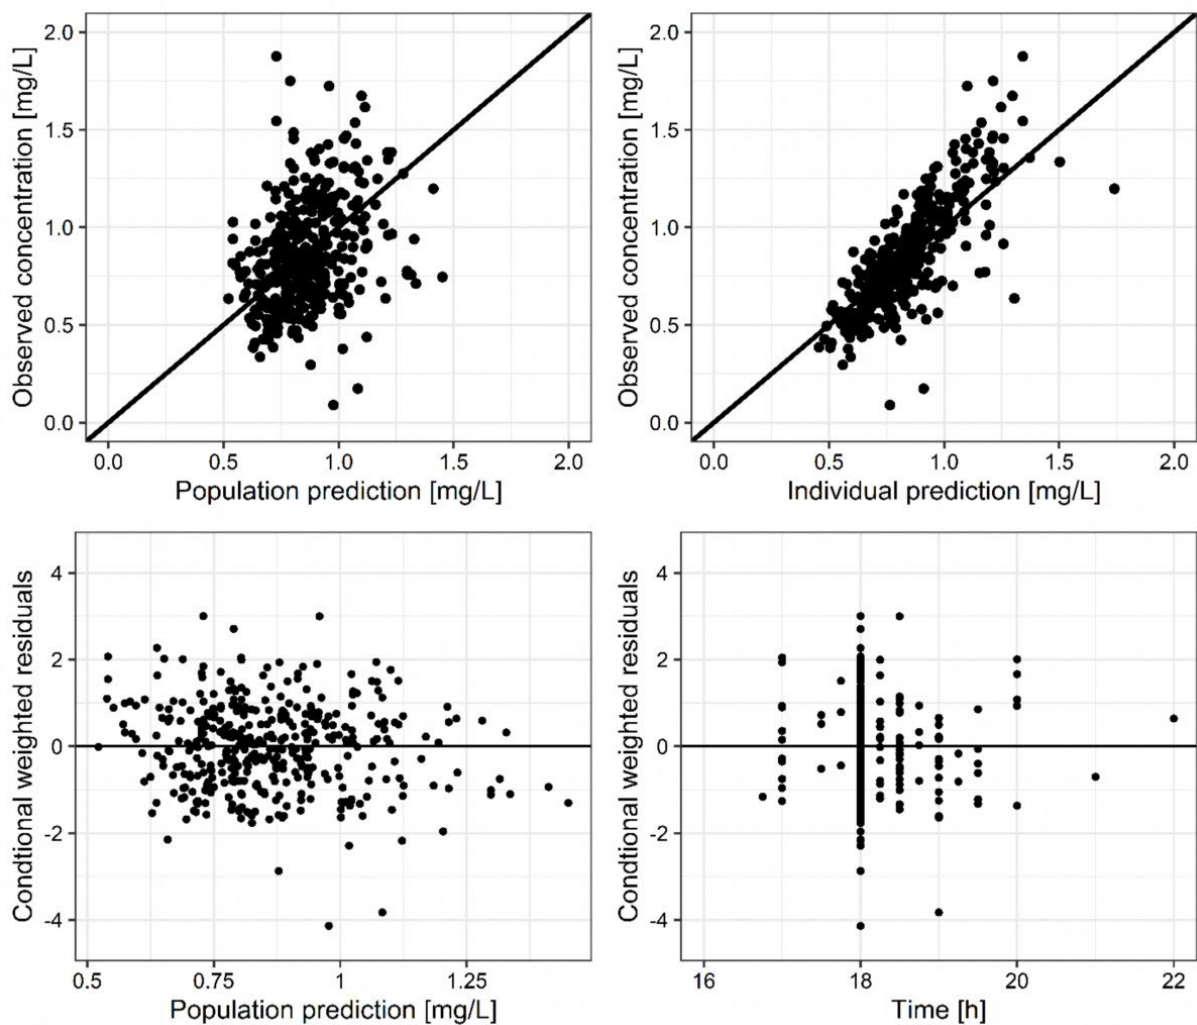 Observed concentration [mg/L]
2.0
1.5
1.0
0.5
0.0
0.0 0.5 1.0 1.5 2.0
Population prediction [mg/L]
Observed concentration [mg/L]
2.0
1.5
1.0
0.5
0.0
0.0 0.5 1.0 1.5 2.0
Individual prediction [mg/L]
Condtional weighted residuals
4
2
0
-2
-4
0.5 0.75 1 1.25
Population prediction [mg/L]
Condtional weighted residuals
4
2
0
-2
-4
16 18 20 22
Time [h]